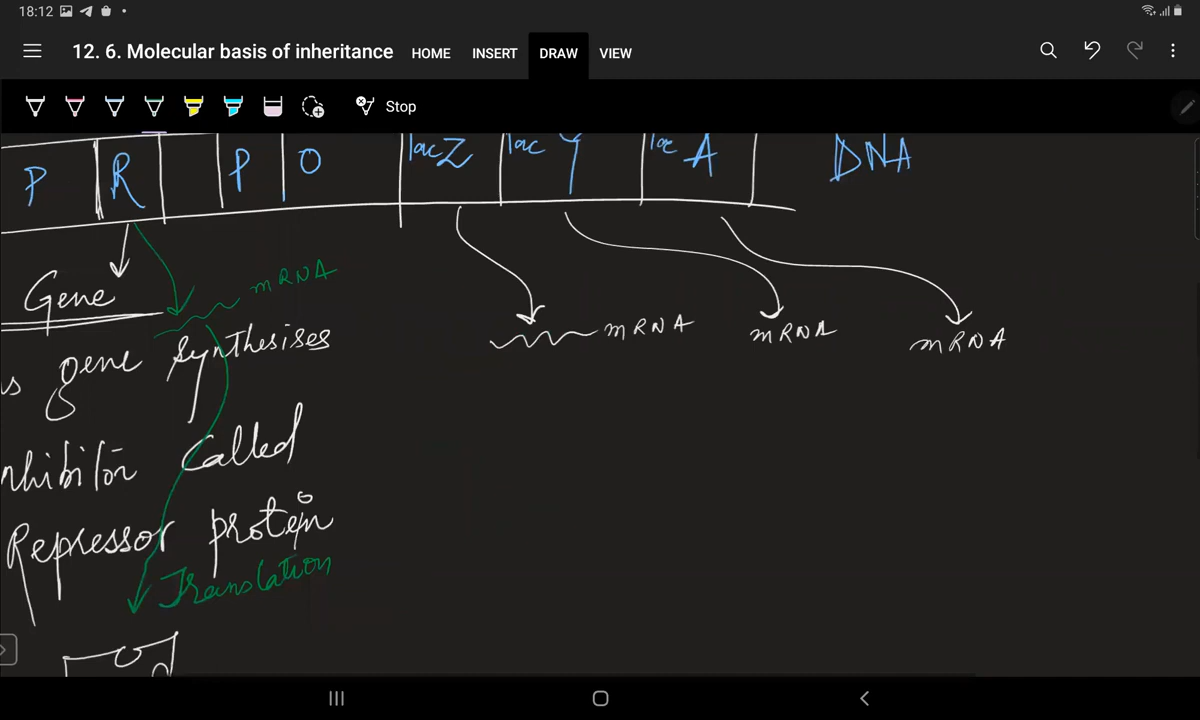 18:12
12. 6. Molecular basis of inheritance HOME INSERT DRAW VIEW
Stop
P R P O lac Z lac Y lac A DNA
Gene mRNA
s gene synthesises
mRNA mRNA mRNA
nhibitor called
Repressor protein
Translation